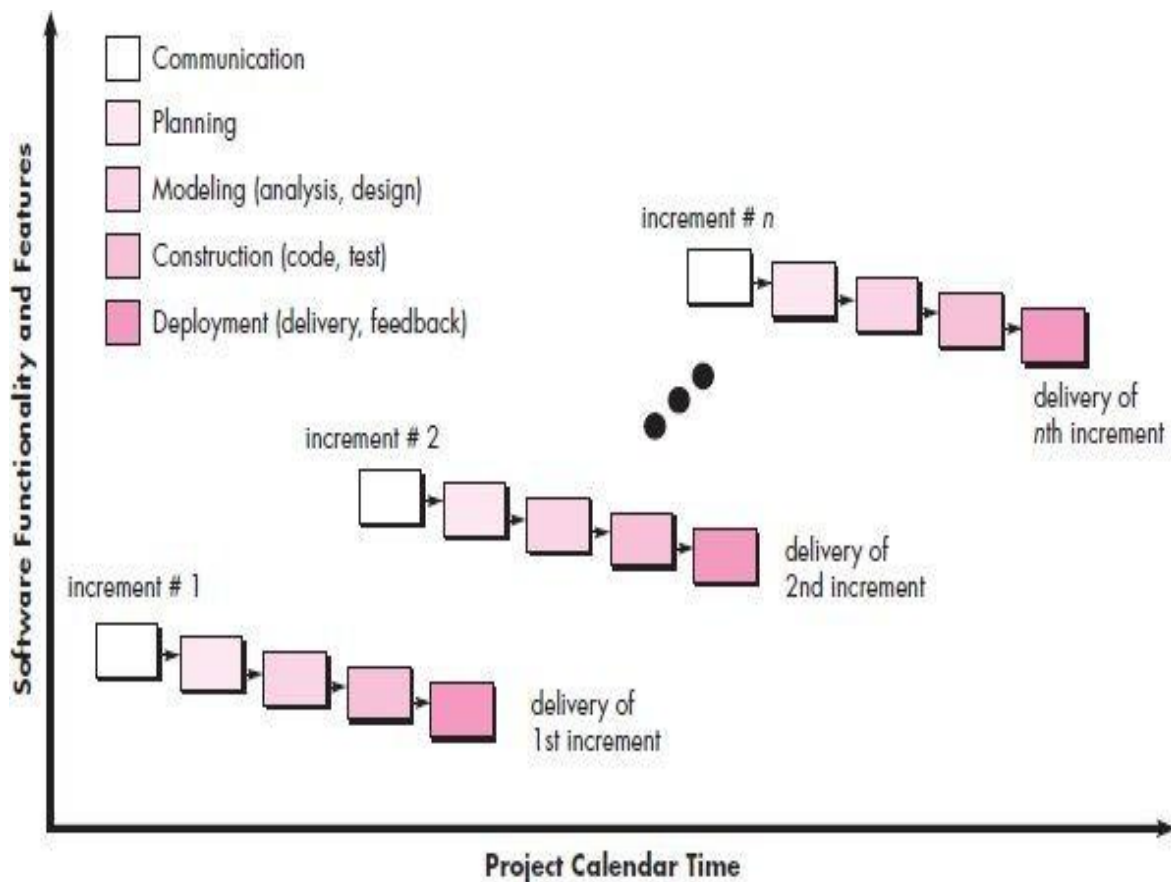 Software Functionality and Features
Communication
Planning
Modeling (analysis, design)
Construction (code, test)
Deployment (delivery, feedback)
increment # n
delivery of
nth increment
increment # 2
delivery of
2nd increment
increment # 1
delivery of
1st increment
Project Calendar Time